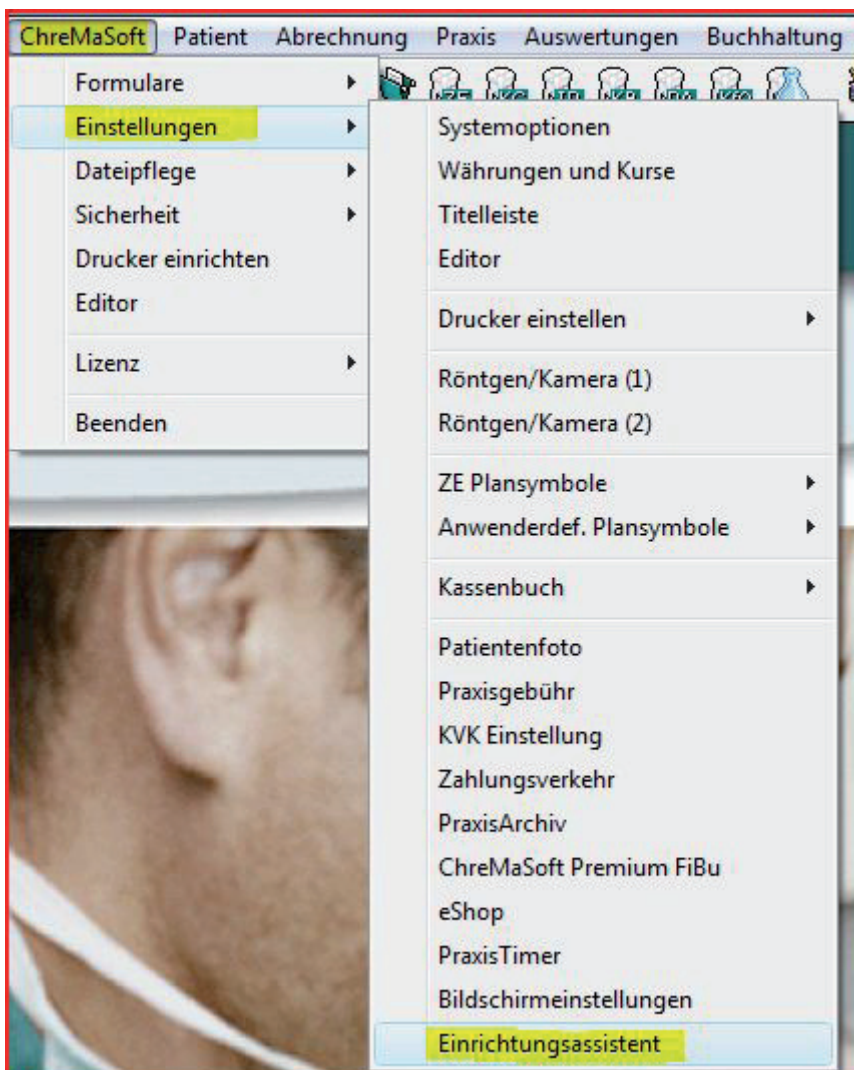 ChreMaSoft Patient Abrechnung Praxis Auswertungen Buchhaltung
Formulare
Einstellungen
Dateipflege
Sicherheit
Drucker einrichten
Editor
Lizenz
Beenden
Systemoptionen
Währungen und Kurse
Titelleiste
Editor
Drucker einstellen
Röntgen/Kamera (1)
Röntgen/Kamera (2)
ZE Plansymbole
Anwenderdef. Plansymbole
Kassenbuch
Patientenfoto
Praxisgebühr
KVK Einstellung
Zahlungsverkehr
PraxisArchiv
ChreMaSoft Premium FiBu
eShop
PraxisTimer
Bildschirmeinstellungen
Einrichtungsassistent